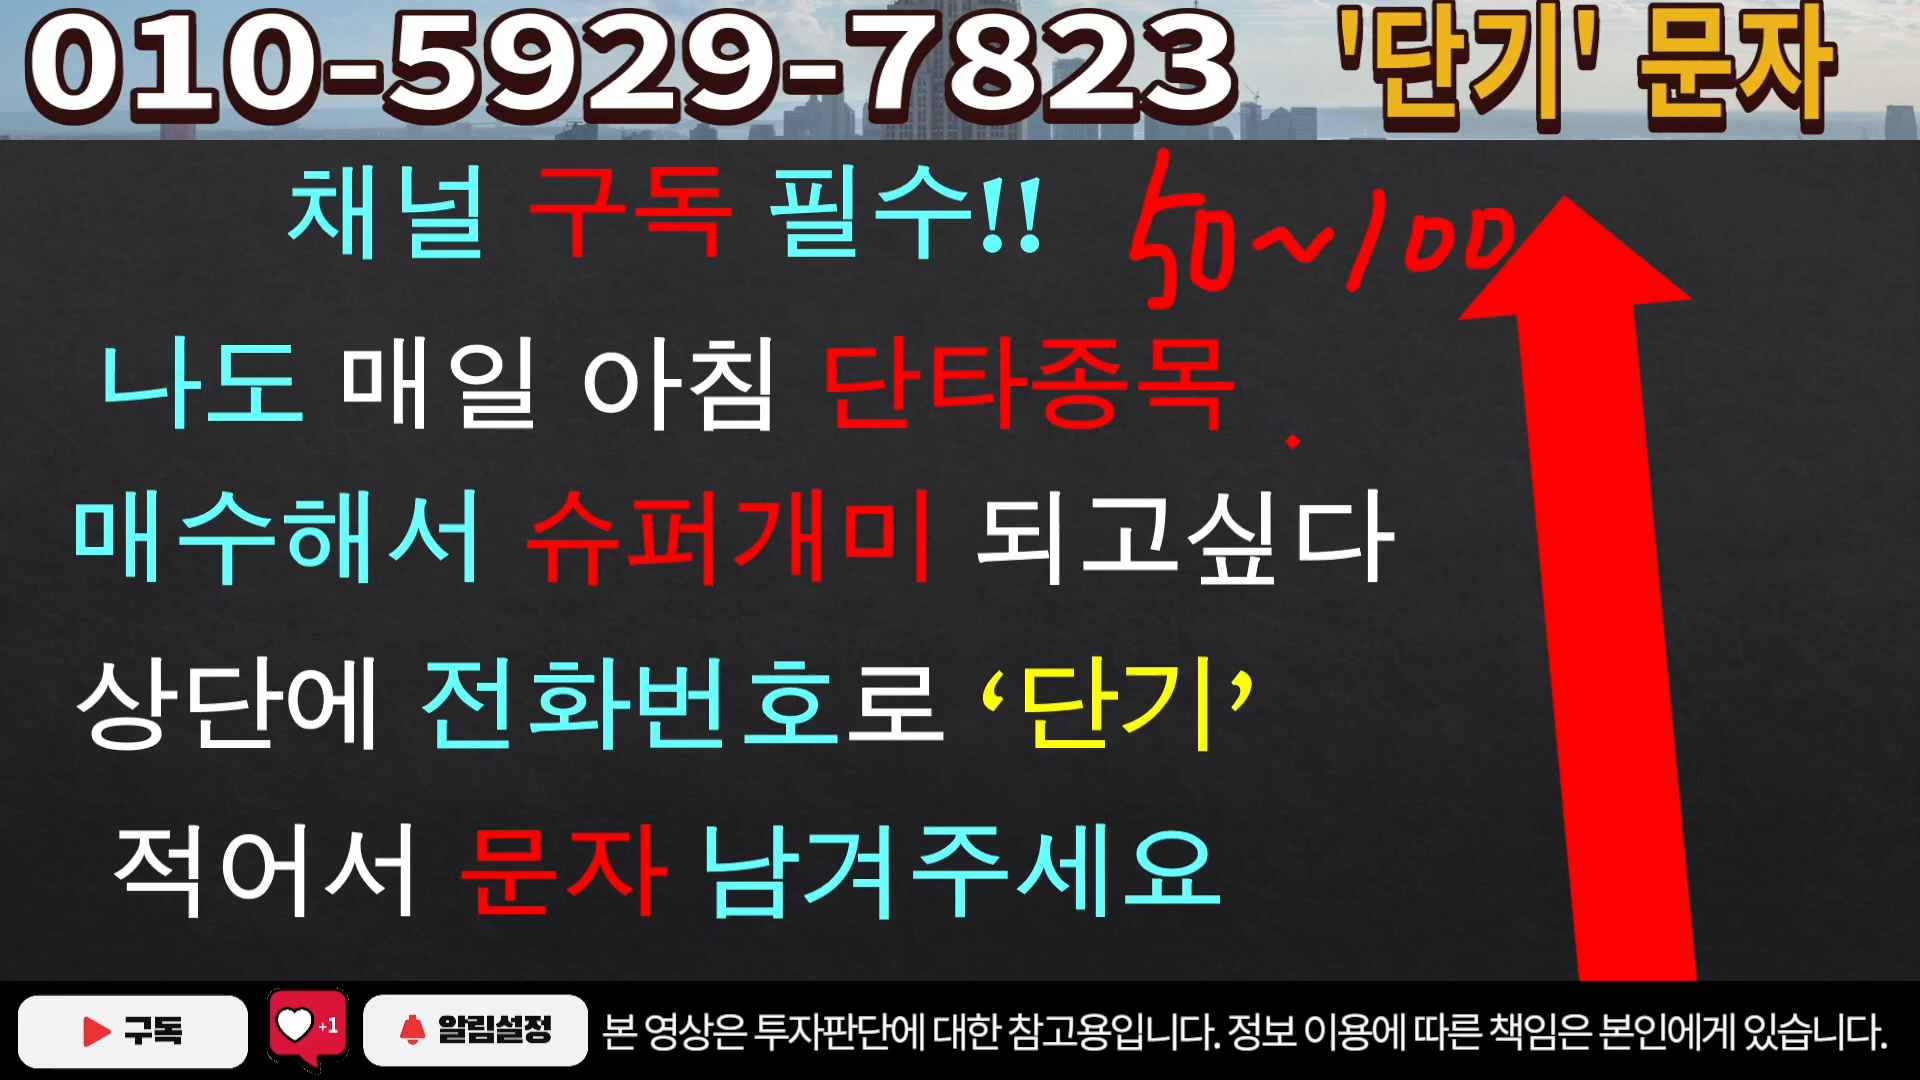 010-5929-7823 '단기' 문자
채널 구독 필수!! 50~100
나도 매일 아침 단타종목
매수해서 슈퍼개미 되고싶다
상단에 전화번호로 ‘단기’
적어서 문자 남겨주세요
구독 +1 알림설정 본 영상은 투자판단에 대한 참고용입니다. 정보 이용에 따른 책임은 본인에게 있습니다.